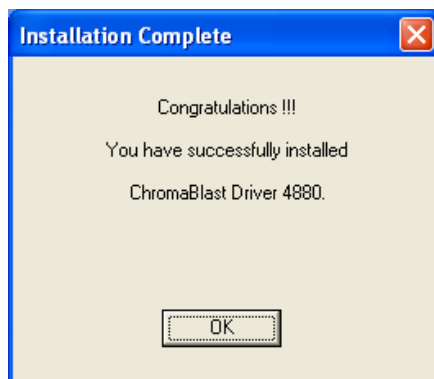 Installation Complete
Congratulations !!!
You have successfully installed
ChromaBlast Driver 4880.
OK